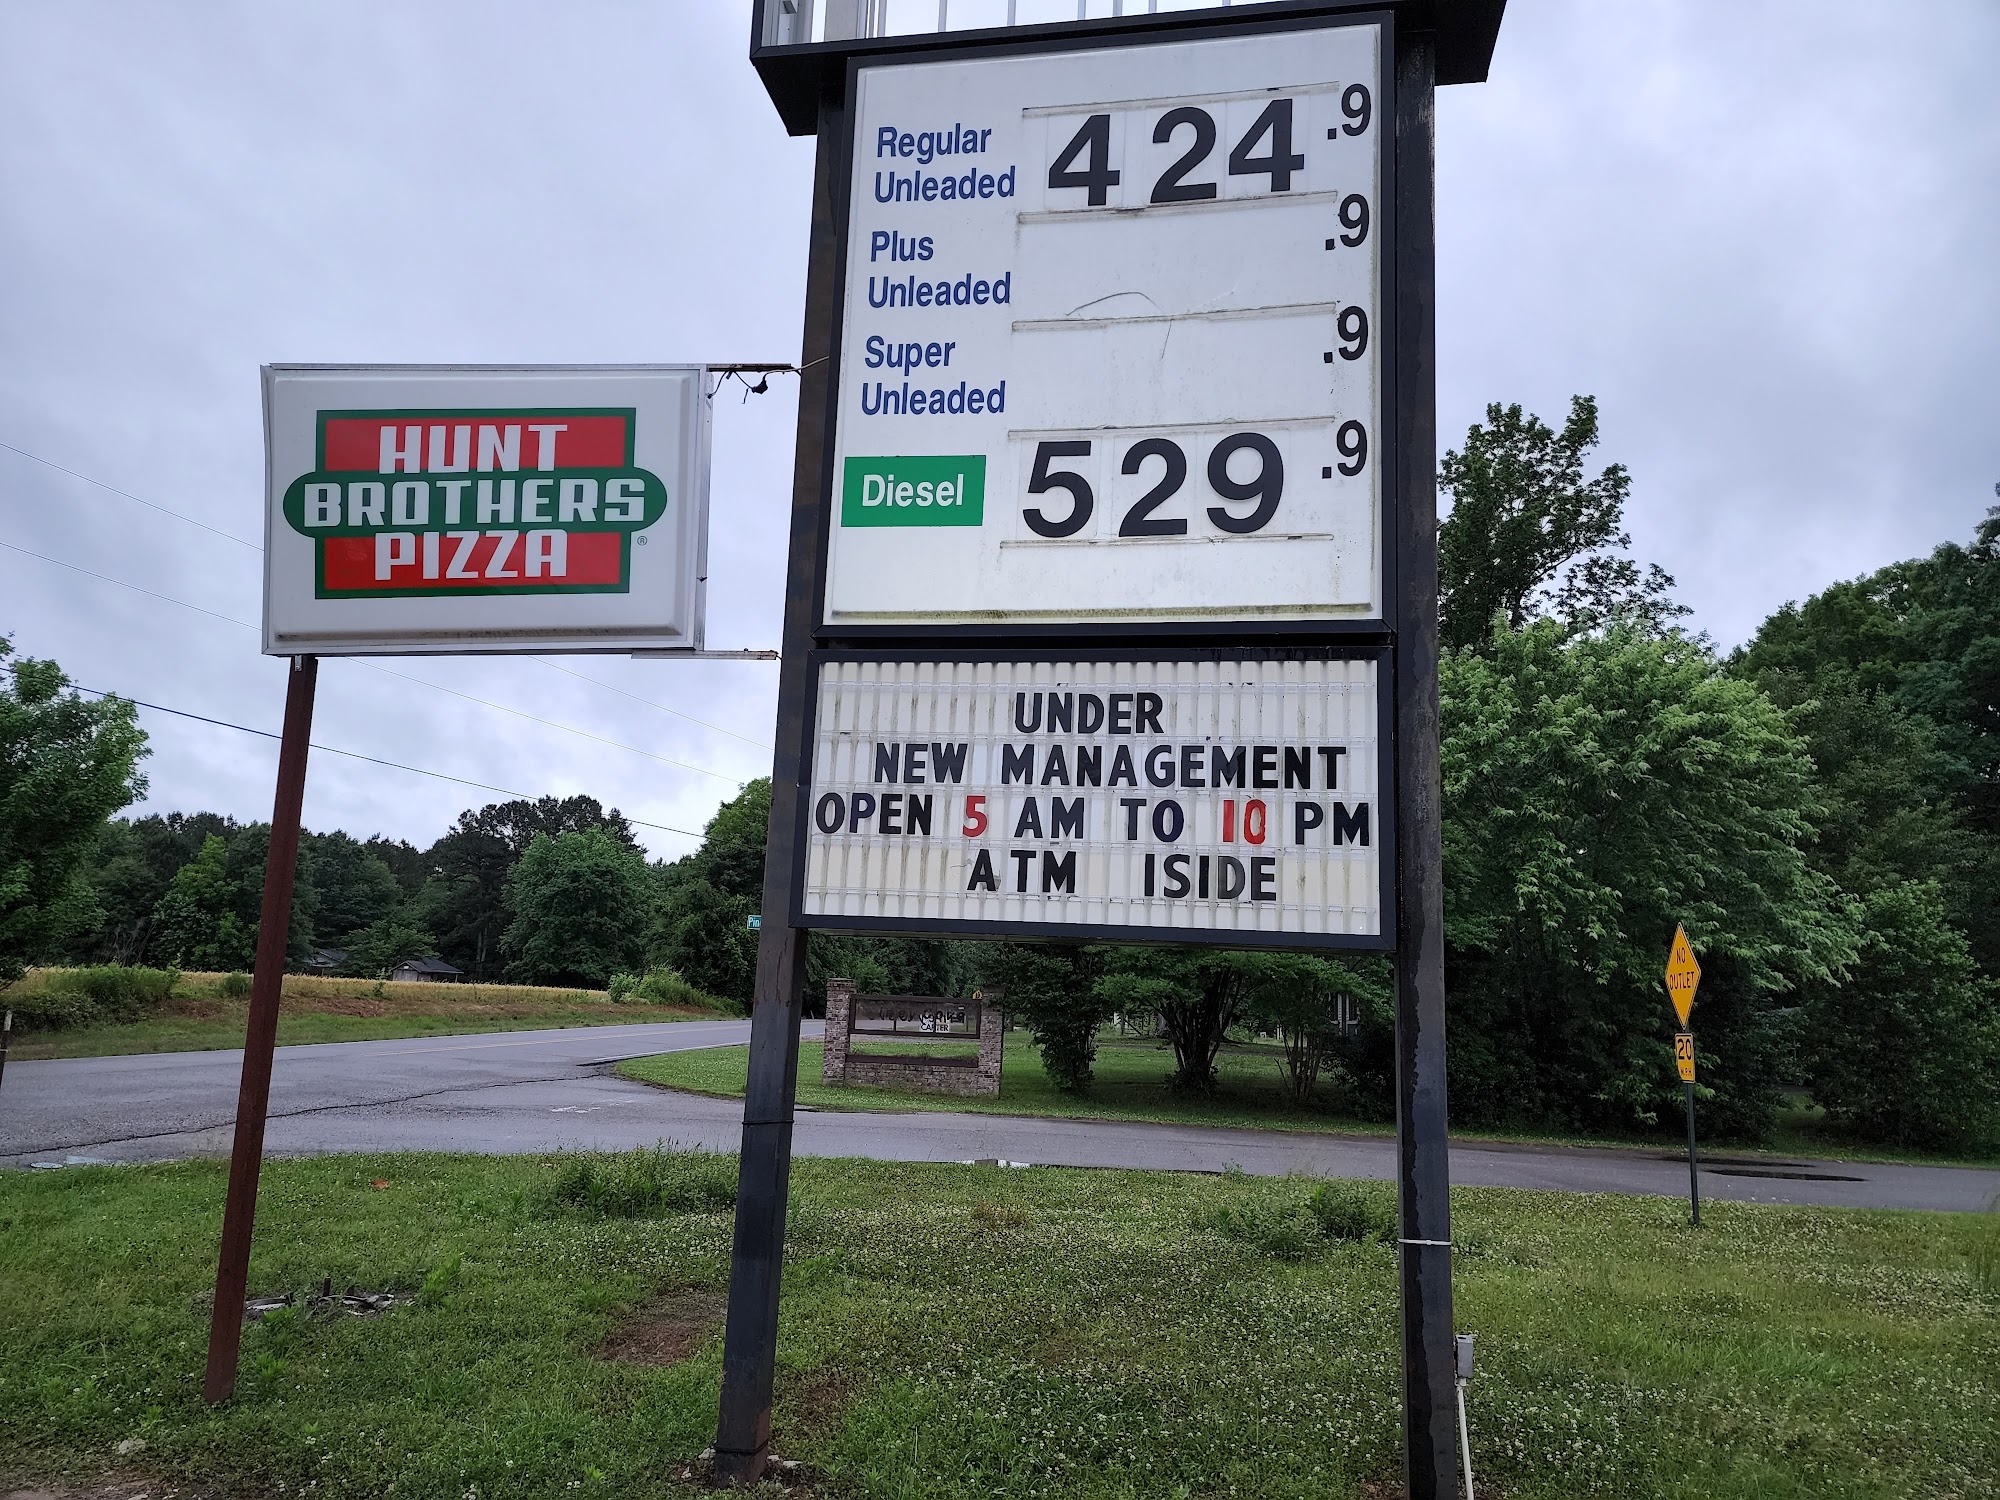 HUNT
BROTHERS
PIZZA
®
Regular
Unleaded
424.9
Plus
Unleaded
.9
Super
Unleaded
.9
Diesel
529.9
UNDER
NEW MANAGEMENT
OPEN 5 AM TO 10 PM
ATM ISIDE
CARTER
NO
OUTLET
20
M.P.H.